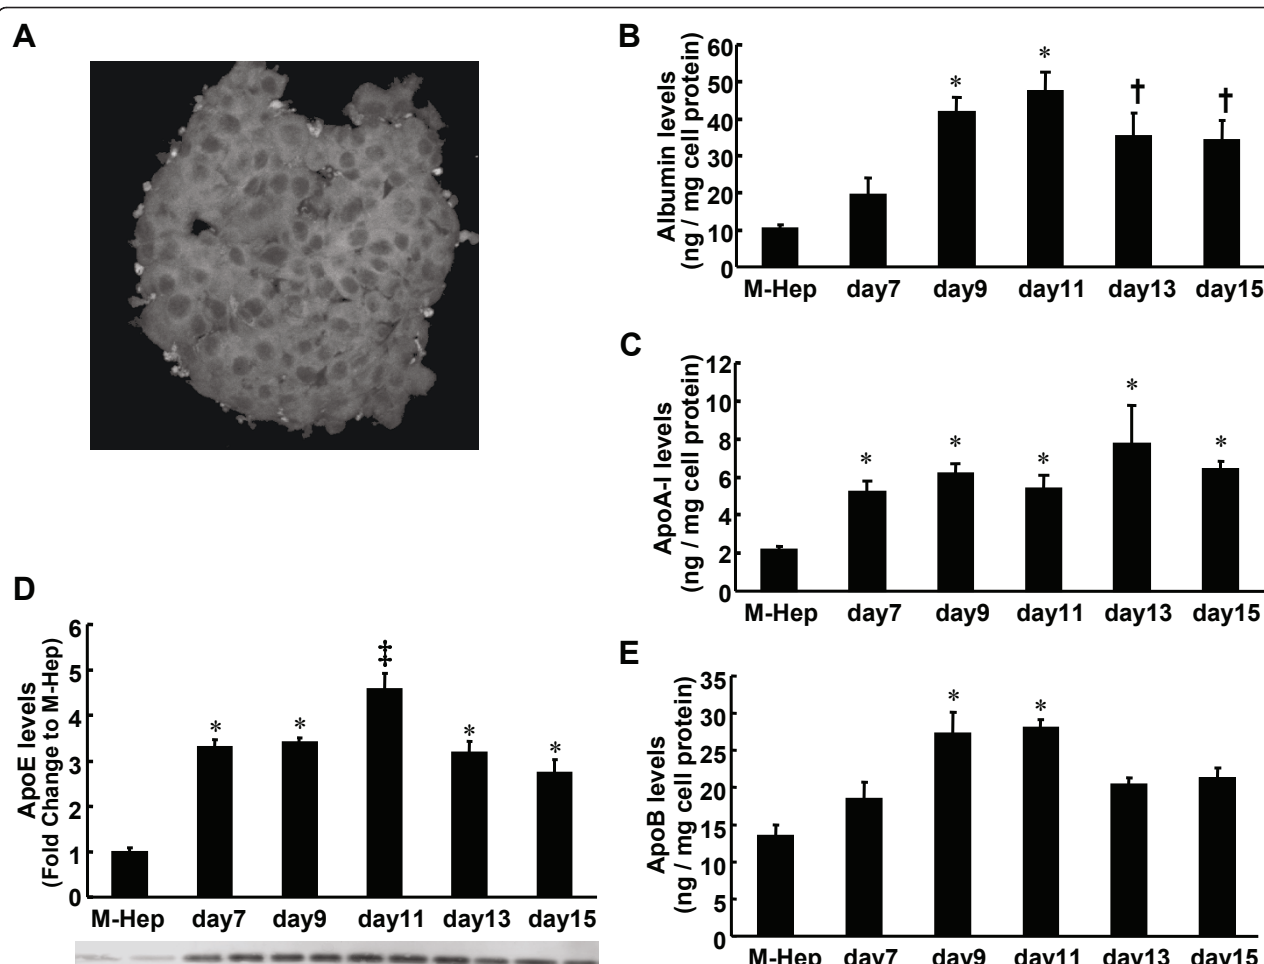 A
B
60
50
40
30
20
10
0
Albumin levels
(ng / mg cell protein)
* * † †
M-Hep day7 day9 day11 day13 day15
C
12
10
8
6
4
2
0
ApoA-I levels
(ng / mg cell protein)
* * * * *
M-Hep day7 day9 day11 day13 day15
D
6
5
4
3
2
1
0
ApoE levels
(Fold Change to M-Hep)
* * ‡ * *
M-Hep day7 day9 day11 day13 day15
E
35
30
25
20
15
10
5
0
ApoB levels
(ng / mg cell protein)
* *
M-Hep day7 day9 day11 day13 day15